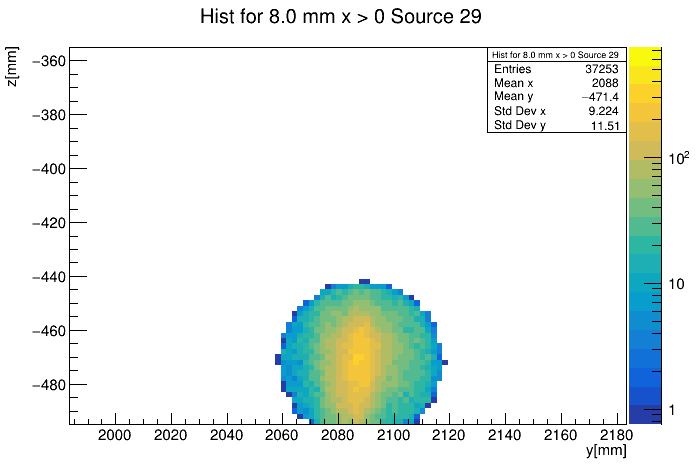 Hist for 8.0 mm x > 0 Source 29
z[mm]
Hist for 8.0 mm x > 0 Source 29
Entries 37253
Mean x 2088
Mean y −471.4
Std Dev x 9.224
Std Dev y 11.51
−360
−380
−400
−420
−440
−460
−480
10²
10
1
2000 2020 2040 2060 2080 2100 2120 2140 2160 2180
y[mm]